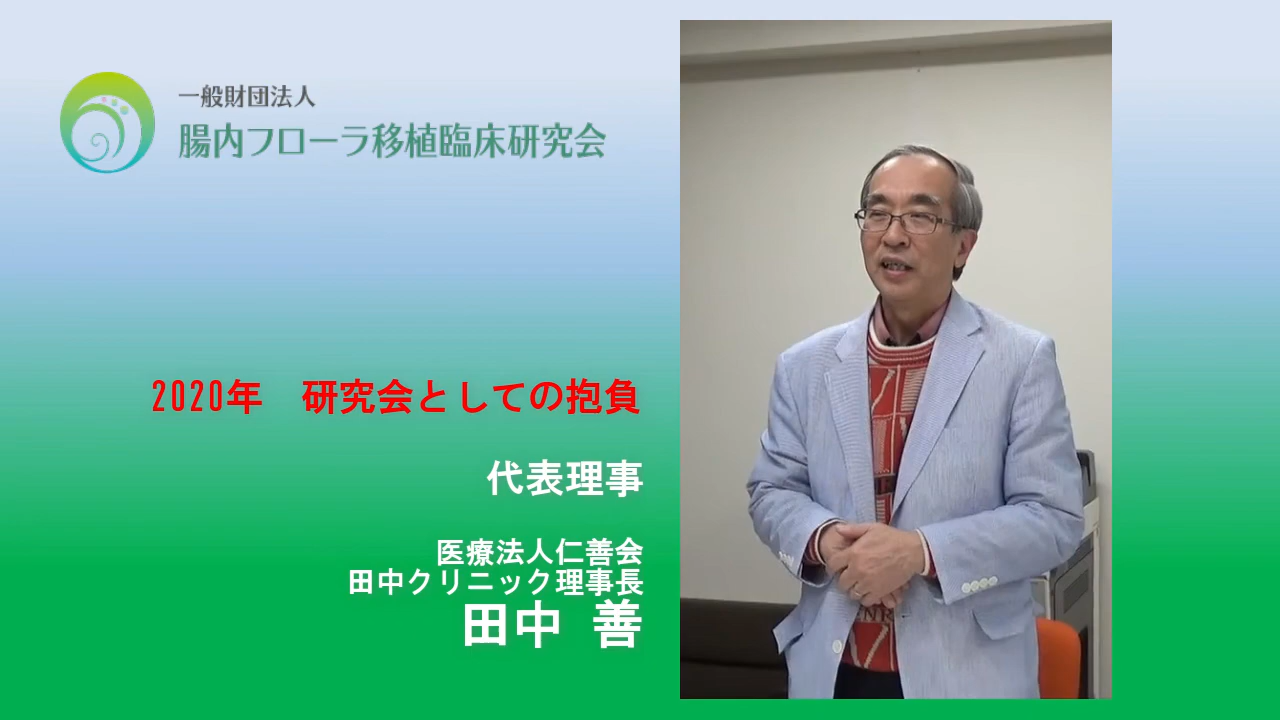 一般財団法人
腸内フローラ移植臨床研究会
2020年　研究会としての抱負
代表理事
医療法人仁善会
田中クリニック理事長
田中 善